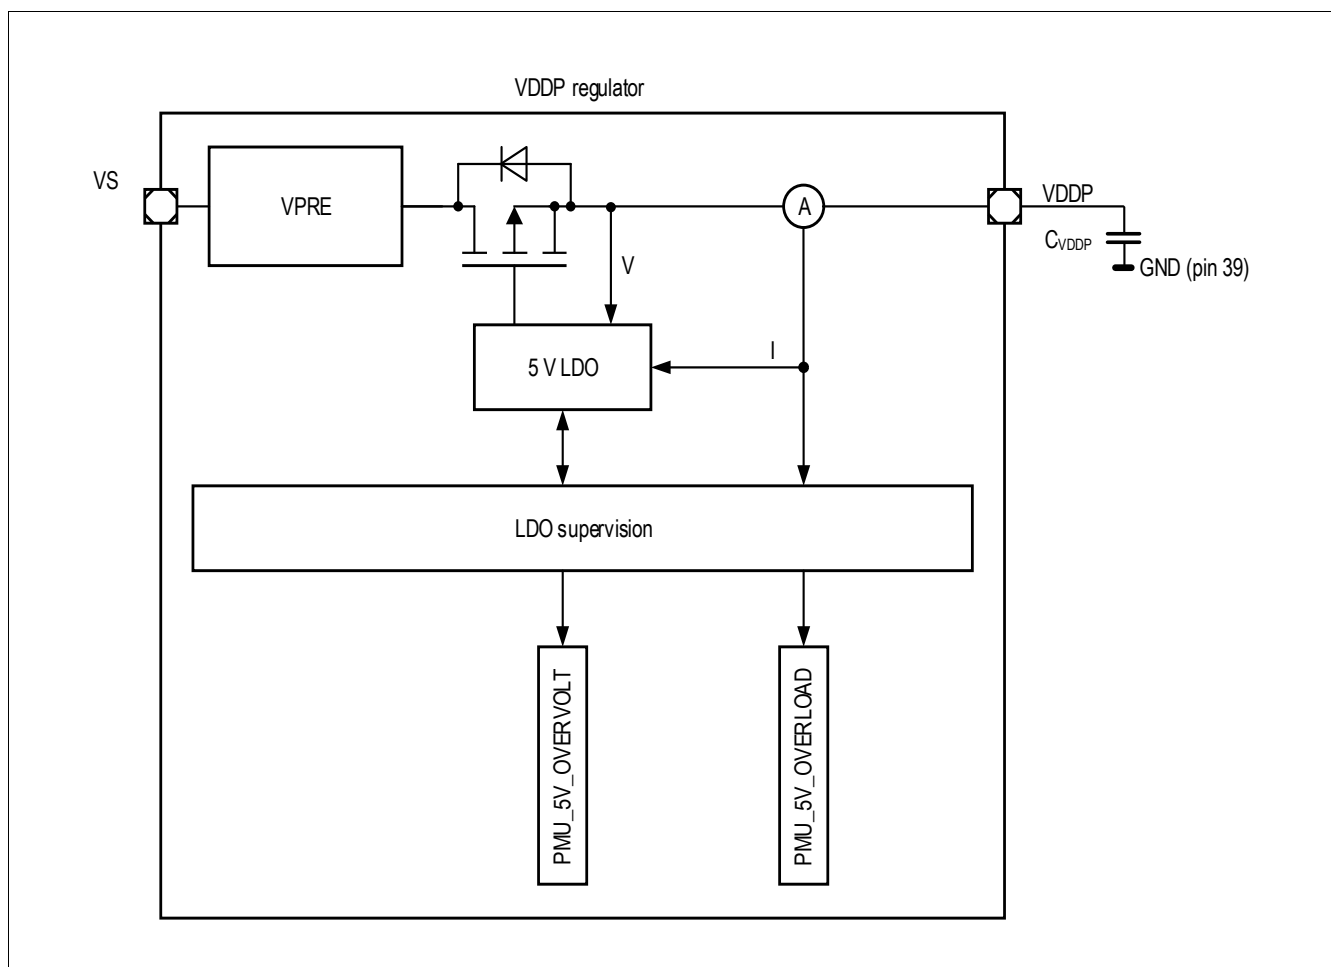 VDDP regulator
VS
VPRE
A
VDDP
CVDDP
GND (pin 39)
V
I
5 V LDO
LDO supervision
PMU_5V_OVERVOLT
PMU_5V_OVERLOAD